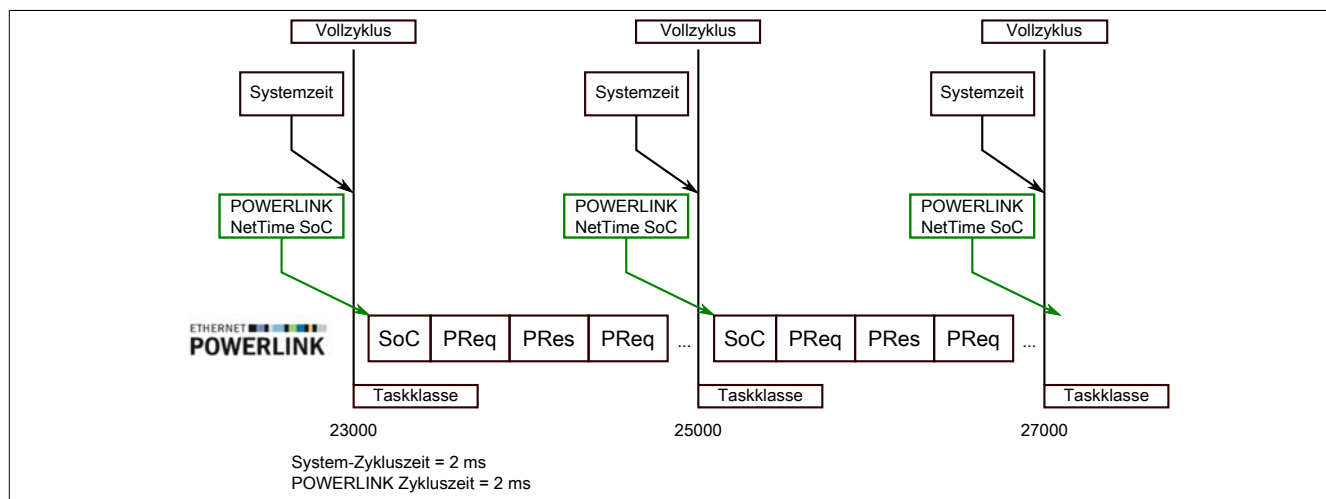 Vollzyklus Vollzyklus Vollzyklus
Systemzeit Systemzeit Systemzeit
POWERLINK POWERLINK POWERLINK
NetTime SoC NetTime SoC NetTime SoC
ETHERNET
POWERLINK
SoC PReq PRes PReq ... SoC PReq PRes PReq ...
Taskklasse Taskklasse Taskklasse
23000 25000 27000
System-Zykluszeit = 2 ms
POWERLINK Zykluszeit = 2 ms